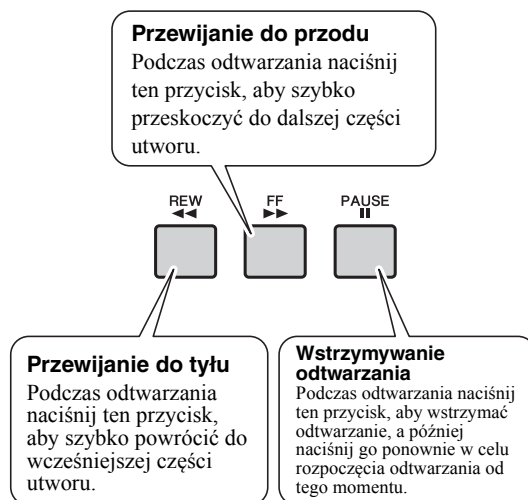 Przewijanie do przodu
Podczas odtwarzania naciśnij
ten przycisk, aby szybko
przeskoczyć do dalszej części
utworu.
REW
FF
PAUSE
Przewijanie do tyłu
Podczas odtwarzania
naciśnij ten przycisk,
aby szybko powrócić do
wcześniejszej części
utworu.
Wstrzymywanie
odtwarzania
Podczas odtwarzania naciśnij
ten przycisk, aby wstrzymać
odtwarzanie, a później
naciśnij go ponownie w celu
rozpoczęcia odtwarzania od
tego momentu.